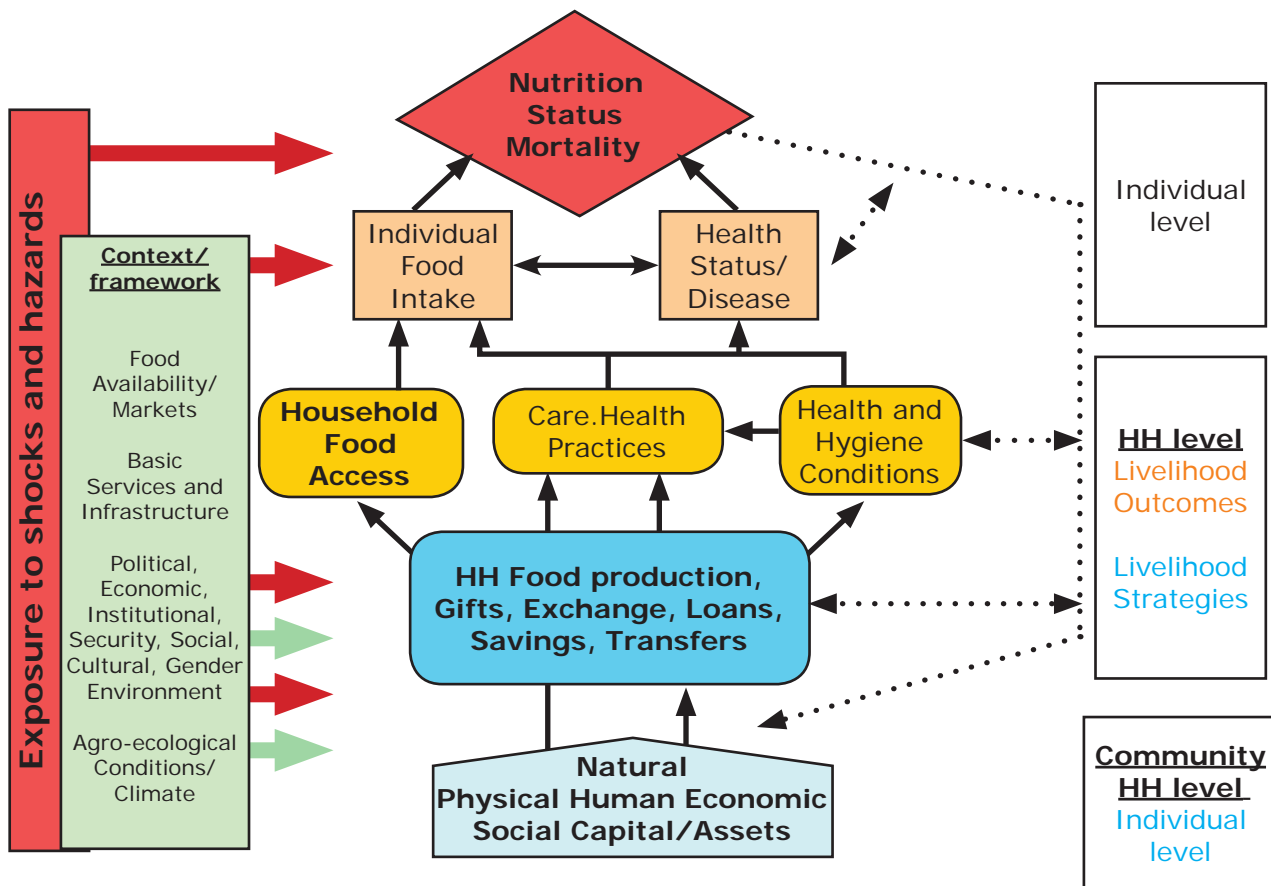 Exposure to shocks and hazards
Context/
framework
Food
Availability/
Markets
Basic
Services and
Infrastructure
Political,
Economic,
Institutional,
Security, Social,
Cultural, Gender
Environment
Agro-ecological
Conditions/
Climate
Nutrition
Status
Mortality
Individual
Food
Intake
Health
Status/
Disease
Household
Food
Access
Care.Health
Practices
Health and
Hygiene
Conditions
HH Food production,
Gifts, Exchange, Loans,
Savings, Transfers
Natural
Physical Human Economic
Social Capital/Assets
Individual
level
HH level
Livelihood
Outcomes
Livelihood
Strategies
Community
HH level
Individual
level